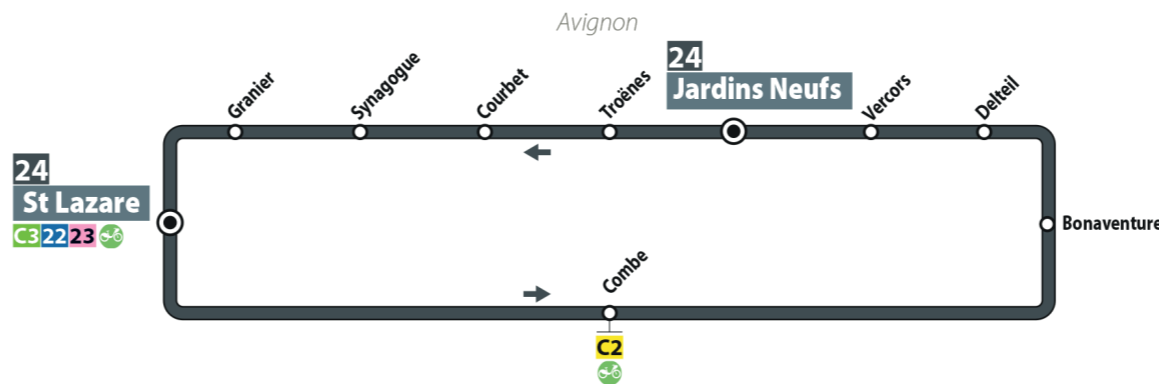 Avignon
24
Jardins Neufs
Granier
Synagogue
Courbet
Troënes
Vercors
Delteil
24
St Lazare
C3 22 23
Bonaventure
Combe
C2